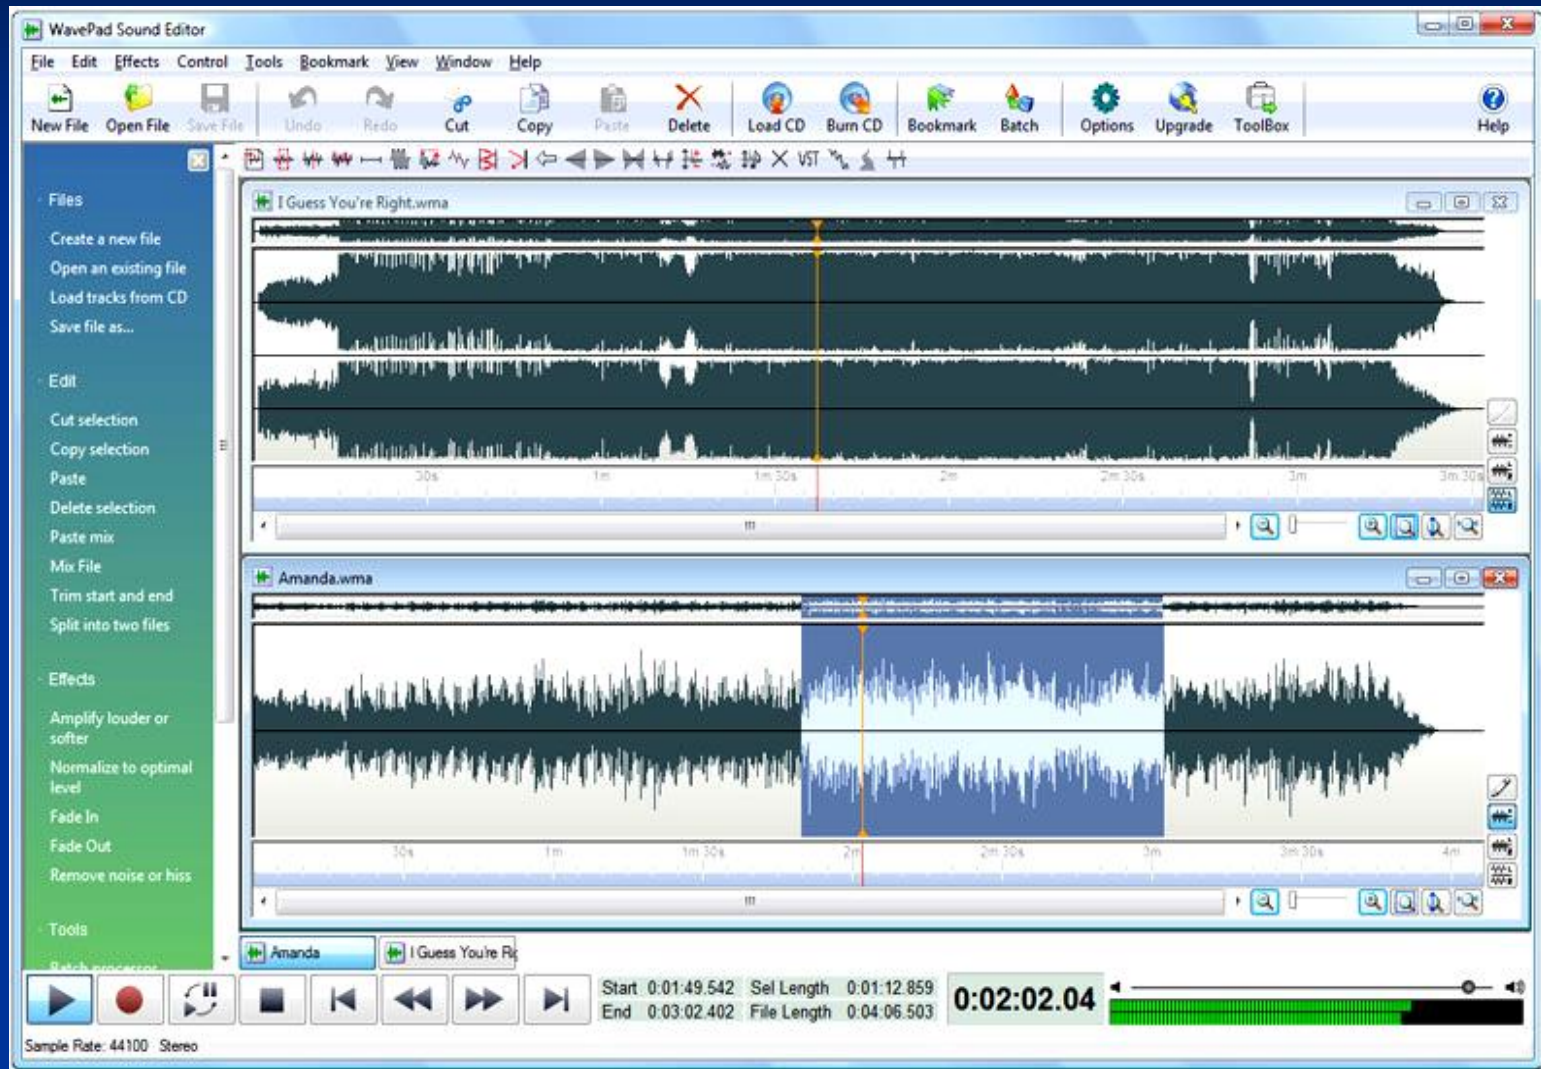 WavePad Sound Editor
File Edit Effects Control Tools Bookmark View Window Help
New File Open File Save File Undo Redo Cut Copy Paste Delete Load CD Burn CD Bookmark Batch Options Upgrade ToolBox Help
VST
Files
Create a new file
Open an existing file
Load tracks from CD
Save file as...
Edit
Cut selection
Copy selection
Paste
Delete selection
Paste mix
Mix File
Trim start and end
Split into two files
Effects
Amplify louder or
softer
Normalize to optimal
level
Fade In
Fade Out
Remove noise or hiss
Tools
Batch processor
I Guess You're Right.wma
30s 1m 1m 30s 2m 2m 30s 3m 3m 30s
Amanda.wma
30s 1m 1m 30s 2m 2m 30s 3m 3m 30s 4m
Amanda I Guess You're Ri
Start 0:01:49.542 Sel Length 0:01:12.859
End 0:03:02.402 File Length 0:04:06.503
0:02:02.04
Sample Rate: 44100 Stereo